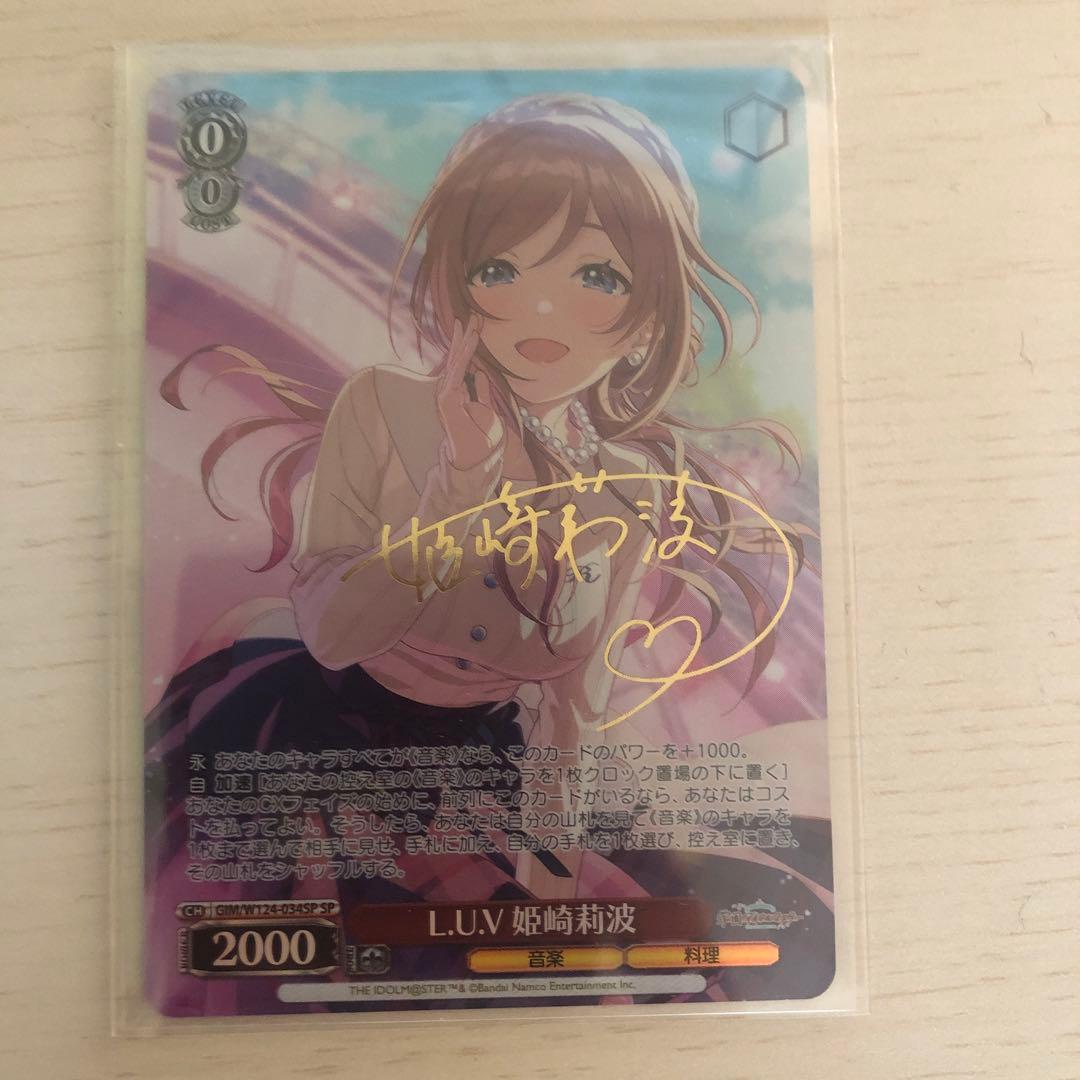 LEVEL
0
0
COST
姫崎莉波
永 あなたのキャラすべてが《音楽》なら、このカードのパワーを+1000。
自 加速［あなたの控え室の《音楽》のキャラを1枚クロック置場の下に置く］
あなたのCXフェイズの始めに、前列にこのカードがいるなら、あなたはコス
トを払ってよい。そうしたら、あなたは自分の山札を見て《音楽》のキャラを
1枚まで選んで相手に見せ、手札に加え、自分の手札を1枚選び、控え室に置き、
その山札をシャッフルする。
CH GIM/W124-034SP SP
2000
L.U.V 姫崎莉波
音楽 料理
THE IDOLM@STER™& ©Bandai Namco Entertainment Inc.